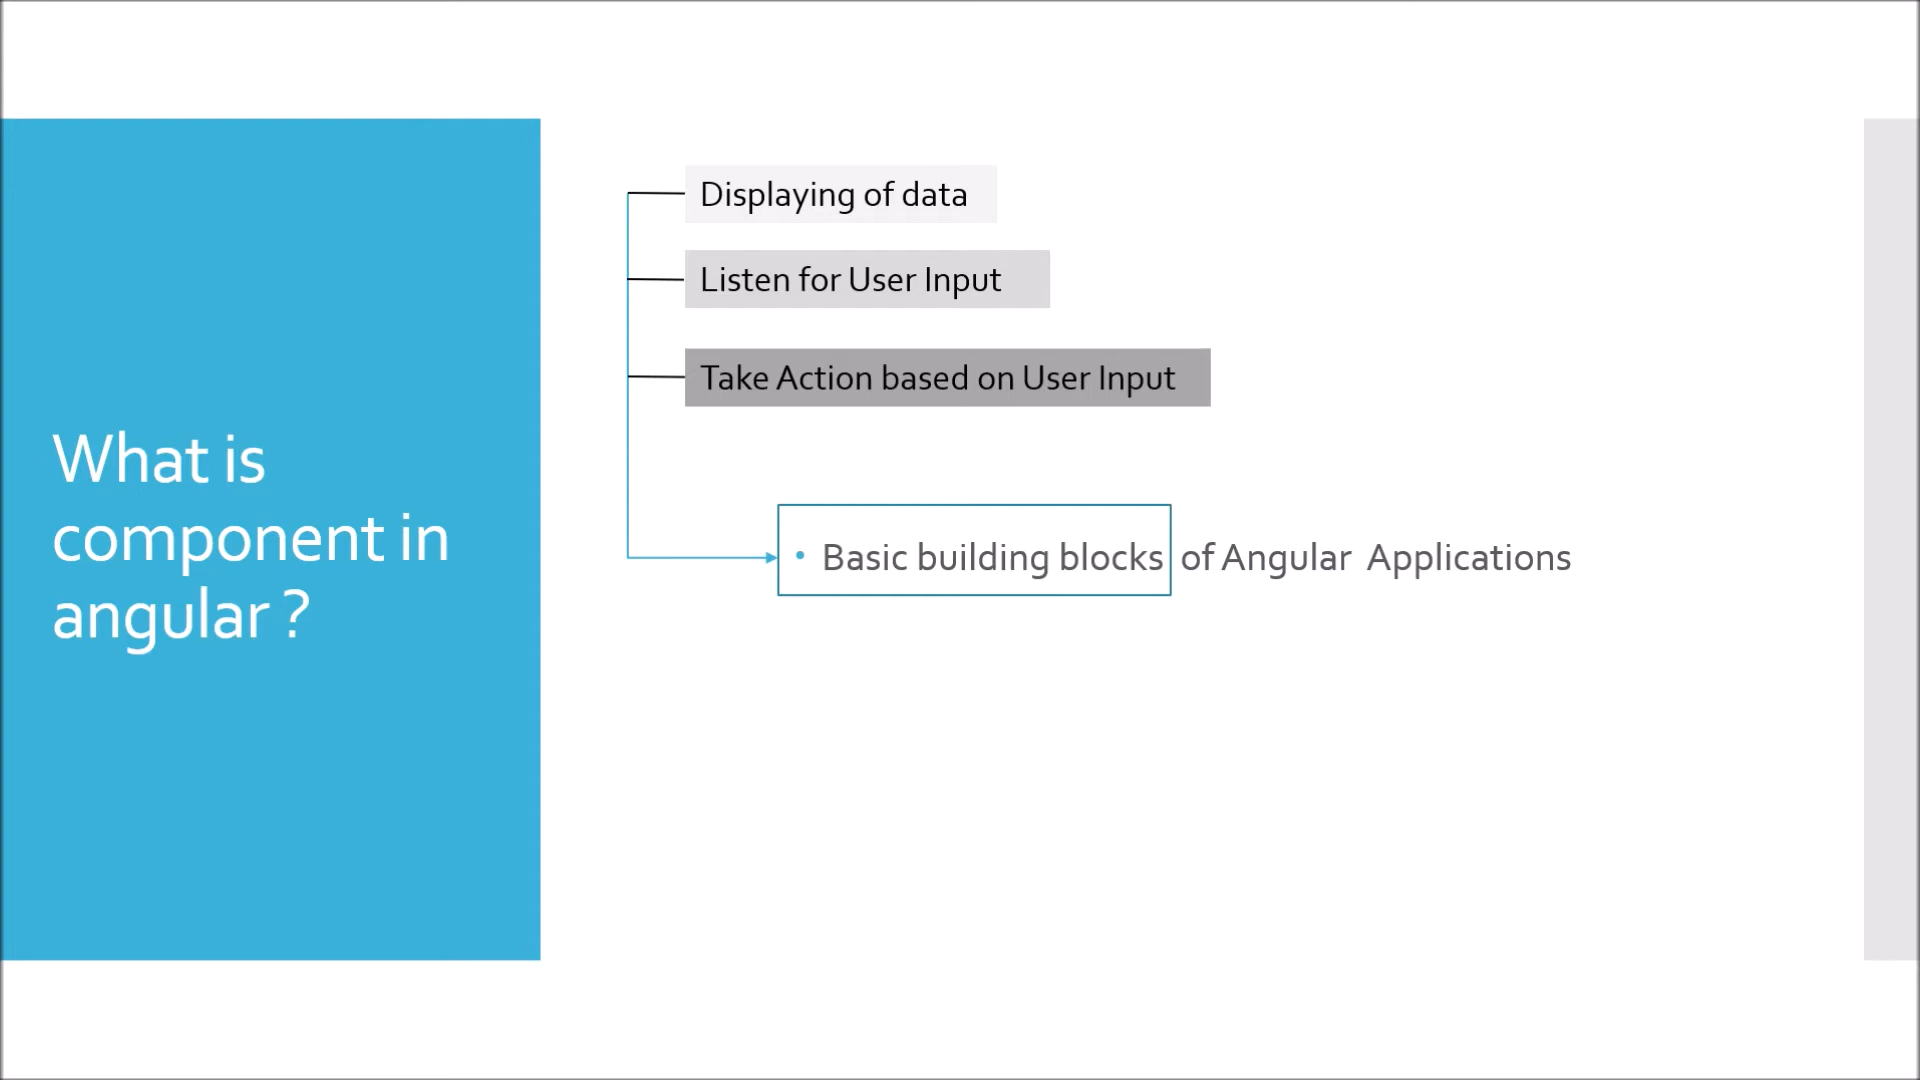 What is
component in
angular ?
Displaying of data
Listen for User Input
Take Action based on User Input
• Basic building blocks of Angular Applications